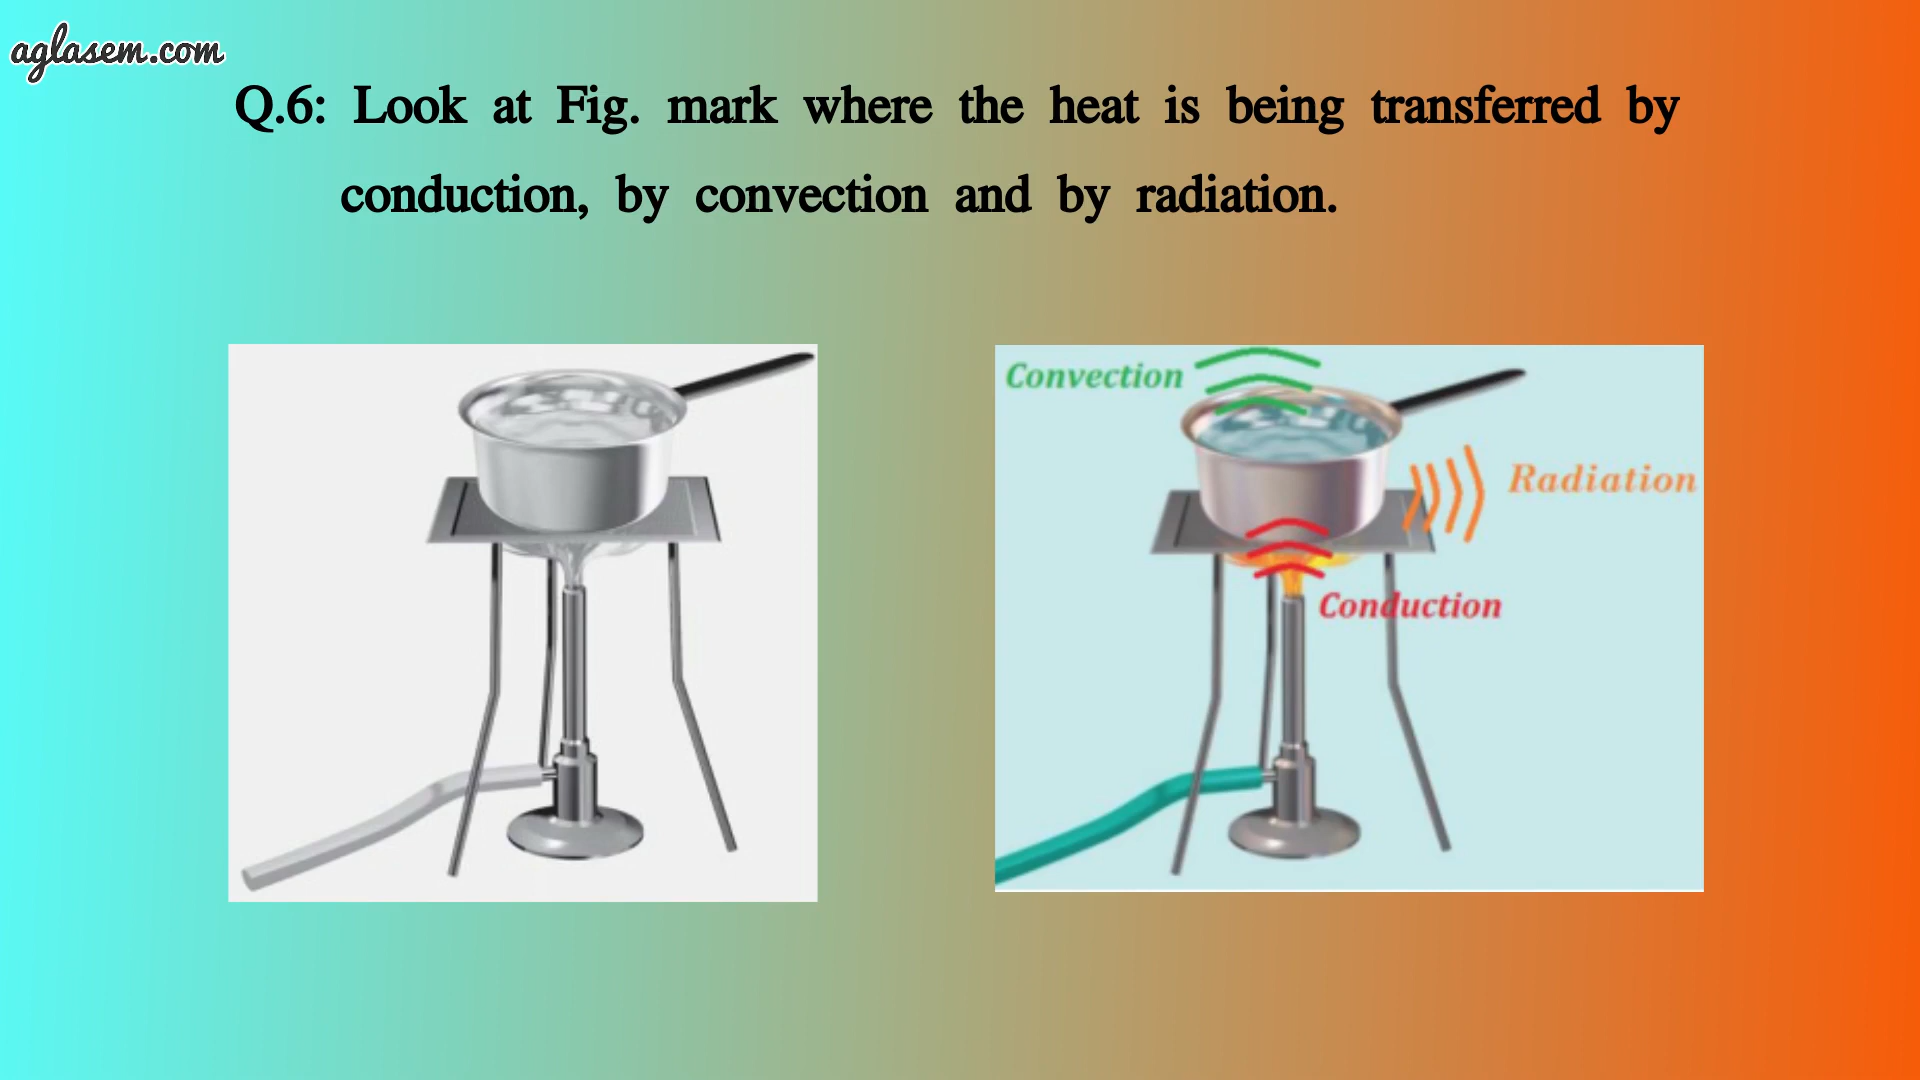 aglasem.com
Q.6: Look at Fig. mark where the heat is being transferred by
conduction, by convection and by radiation.
Convection
Radiation
Conduction